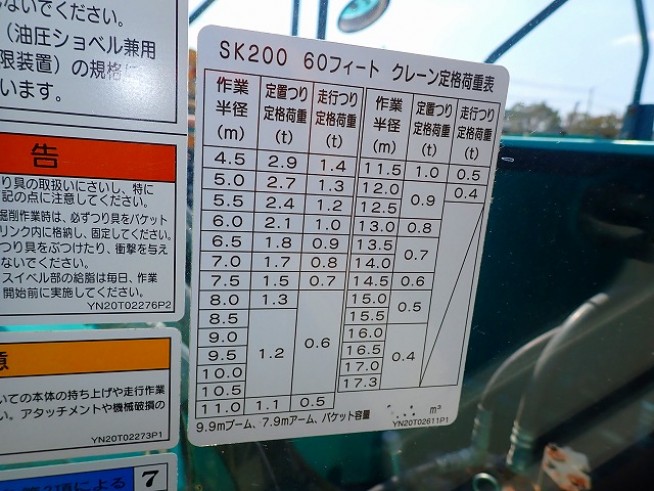 ないでください。
(油圧ショベル兼用
限装置)の規格に
います。
告
り具の取扱いにさいし、特に
記の点に注意してください。
掘削作業時は、必ずつり具をバケット
リンク内に格納し、固定してください。
つり具をぶつけたり、衝撃を与え
ないでください。
スイベル部の給脂は毎日、作業
開始前に実施してください。
YN20T02276P2
意
いての本体の持ち上げや走行作業
い。アタッチメントや機械破損の
YN20T02273P1
項による
7
SK200 60フィート クレーン定格荷重表
作業半径(m) 定置つり定格荷重(t) 走行つり定格荷重(t) 作業半径(m) 定置つり定格荷重(t) 走行つり定格荷重(t)
4.5 2.9 1.4 11.5 1.0 0.5
5.0 2.7 1.3 12.0 0.9 0.4
5.5 2.4 1.2 12.5
6.0 2.1 1.0 13.0 0.8
6.5 1.8 0.9 13.5 0.7
7.0 1.7 0.8 14.0
7.5 1.5 0.7 14.5 0.6
8.0 1.3 0.6 15.0 0.5
8.5 1.2 15.5
9.0 16.0 0.4
9.5 16.5
10.0 17.0
10.5 17.3
11.0 1.1 0.5
9.9mブーム、7.9mアーム、バケット容量 m³
YN20T02611P1